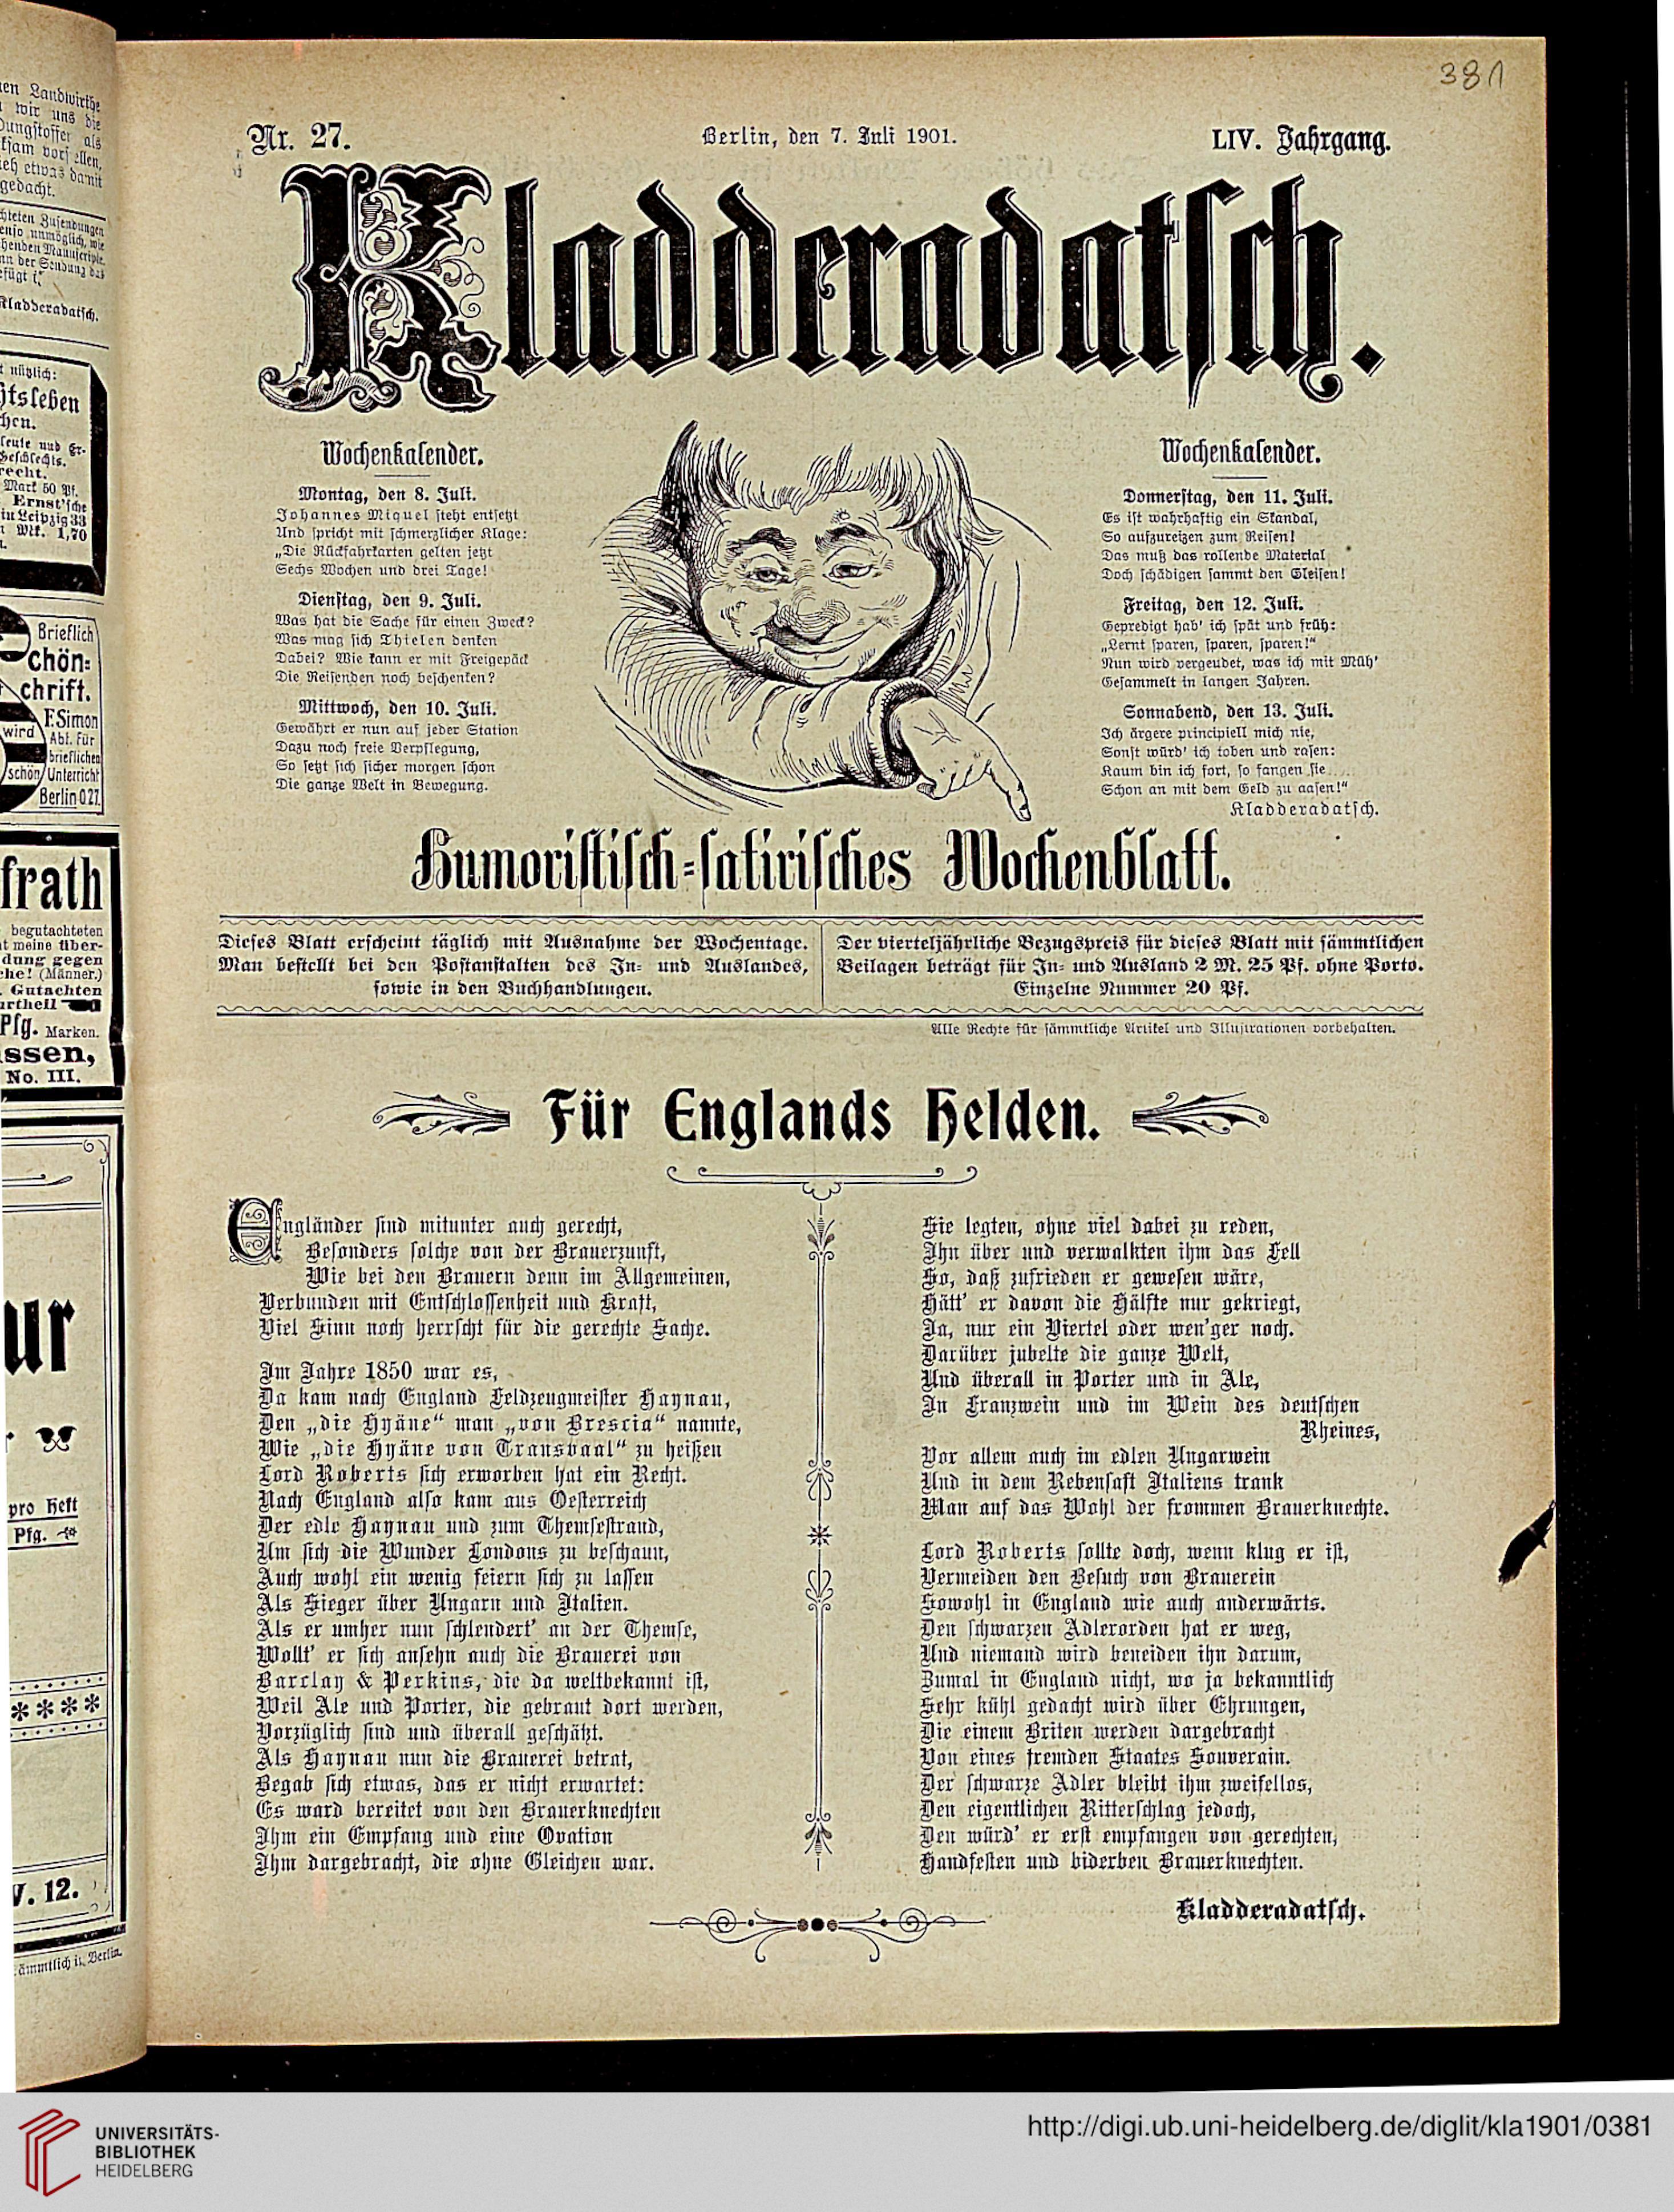 381
Nr. 27.
Berlin, den 7. Juli 1901.
LIV. Jahrgang.
Kladderadatsch.
Wochenkalender.
Montag, den 8. Juli.
Johannes Miquel steht entsetzt
Und spricht mit schmerzlicher Klage:
„Die Rückfahrkarten gelten jetzt
Sechs Wochen und drei Tage!
Dienstag, den 9. Juli.
Was hat die Sache für einen Zweck?
Was mag sich Thielen denken
Dabei? Wie kann er mit Freigepäck
Die Reisenden noch beschenken?
Mittwoch, den 10. Juli.
Gewährt er nun auf jeder Station
Dazu noch freie Verpflegung,
So setzt sich sicher morgen schon
Die ganze Welt in Bewegung.
Wochenkalender.
Donnerstag, den 11. Juli.
Es ist wahrhaftig ein Skandal,
So aufzureizen zum Reisen!
Das muß das rollende Material
Doch schädigen sammt den Gleisen!
Freitag, den 12. Juli.
Gepredigt hab' ich spät und früh:
„Lernt sparen, sparen, sparen!"
Nun wird vergeudet, was ich mit Müh'
Gesammelt in langen Jahren.
Sonnabend, den 13. Juli.
Ich ärgere principiell mich nie,
Sonst würd' ich toben und rasen:
Kaum bin ich fort, so fangen sie
Schon an mit dem Geld zu aasen!"
Kladderadatsch.
Humoristisch-satirisches Wochenblatt.
Dieses Blatt erscheint täglich mit Ausnahme der Wochentage.
Man bestellt bei den Postanstalten des In- und Auslandes,
sowie in den Buchhandlungen.
Der vierteljährliche Bezugspreis für dieses Blatt mit sämmtlichen
Beilagen beträgt für In- und Ausland 2 M. 25 Pf. ohne Porto.
Einzelne Nummer 20 Pf.
Alle Rechte für sämmtliche Artikel und Illustrationen vorbehalten.
Für Englands Helden.
Engländer sind mitunter auch gerecht,
Besonders solche von der Brauerzunft,
Wie bei den Brauern denn im Allgemeinen,
Verbunden mit Entschlossenheit und Kraft,
Viel Sinn noch herrscht für die gerechte Sache.
Im Jahre 1850 war es,
Da kam nach England Feldzeugmeister Haynau,
Den „die Hyäne" man „von Brescia" nannte,
Wie „die Hyäne von Transvaal" zu heißen
Lord Roberts sich erworben hat ein Recht.
Nach England also kam aus Oesterreich
Der edle Haynau und zum Themsestrand,
Um sich die Wunder Londons zu beschaun,
Auch wohl ein wenig feiern sich zu lassen
Als Sieger über Ungarn und Italien.
Als er umher nun schlendert' an der Themse,
Wollt' er sich ansehn auch die Brauerei von
Barclay & Perkins, die da weltbekannt ist,
Weil Ale und Porter, die gebraut dort werden,
Vorzüglich sind und überall geschätzt.
Als Haynau nun die Brauerei betrat,
Begab sich etwas, das er nicht erwartet:
Es ward bereitet von den Brauerknechten
Ihm ein Empfang und eine Ovation
Ihm dargebracht, die ohne Gleichen war.
Sie legten, ohne viel dabei zu reden,
Ihn über und verwalkten ihm das Fell
So, daß zufrieden er gewesen wäre,
Hätt' er davon die Hälfte nur gekriegt,
Ja, nur ein Viertel oder wen'ger noch.
Darüber jubelte die ganze Welt,
Und überall in Porter und in Ale,
In Franzwein und im Wein des deutschen
Rheines,
Vor allem auch im edlen Ungarwein
Und in dem Rebensaft Italiens trank
Man auf das Wohl der frommen Brauerknechte.
Lord Roberts sollte doch, wenn klug er ist,
Vermeiden den Besuch von Brauerein
Sowohl in England wie auch anderwärts.
Den schwarzen Adlerorden hat er weg,
Und niemand wird beneiden ihn darum,
Zumal in England nicht, wo ja bekanntlich
Sehr kühl gedacht wird über Ehrungen,
Die einem Briten werden dargebracht
Von eines fremden Staates Souverain.
Der schwarze Adler bleibt ihm zweifellos,
Den eigentlichen Ritterschlag jedoch,
Den würd' er erst empfangen von gerechten,
Handfesten und biderben Brauerknechten.
Kladderadatsch.
Brieflich
Schön=
schrift.
F. Simon
wird
Abt. für
brieflichen
schön
Unterricht
Berlin O 27.
begutachteten
Gutachten
Pfg. Marken.
No. III.
pro Heft
Pfg.
V. 12.
UNIVERSITÄTS-
BIBLIOTHEK
HEIDELBERG
http://digi.ub.uni-heidelberg.de/diglit/kla1901/0381